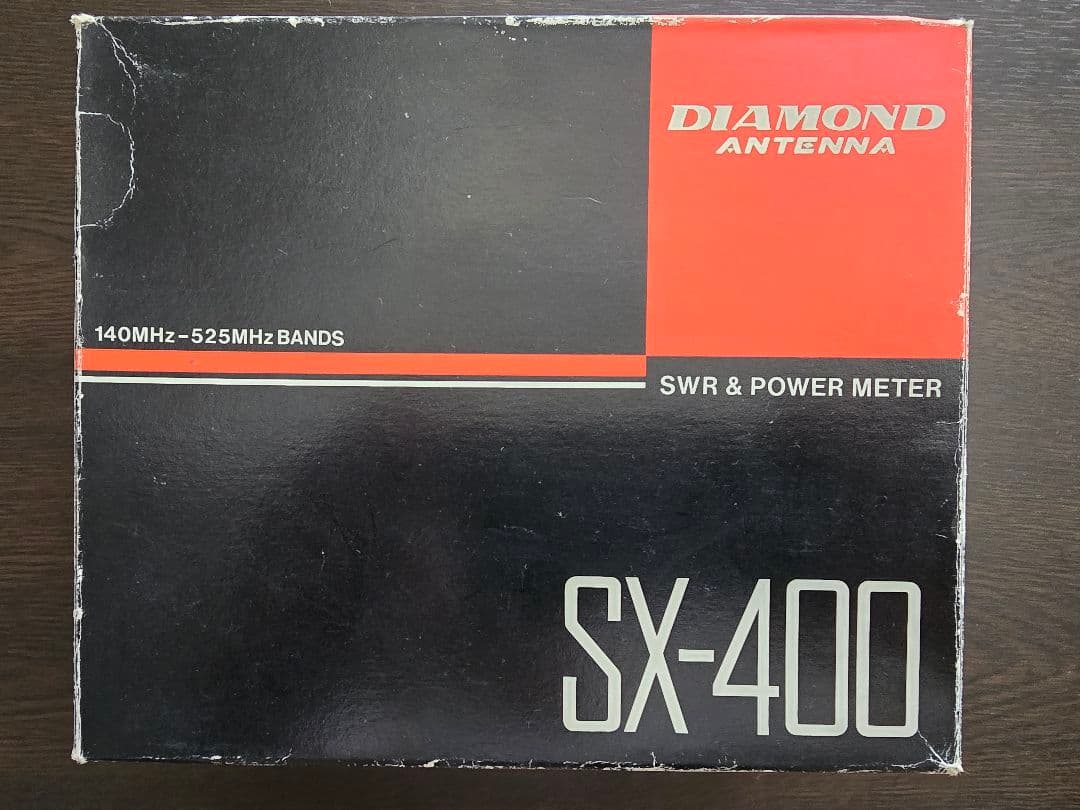 DIAMOND
ANTENNA
140MHz-525MHz BANDS
SWR & POWER METER
SX-400